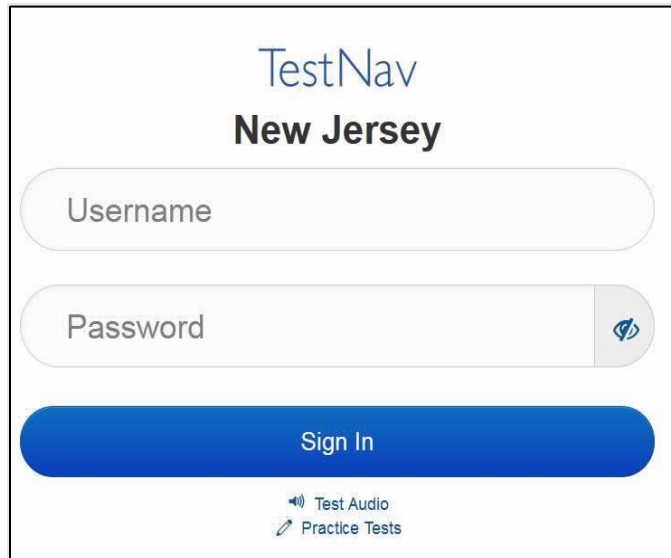 TestNav
New Jersey
Username
Password
Sign In
Test Audio
Practice Tests